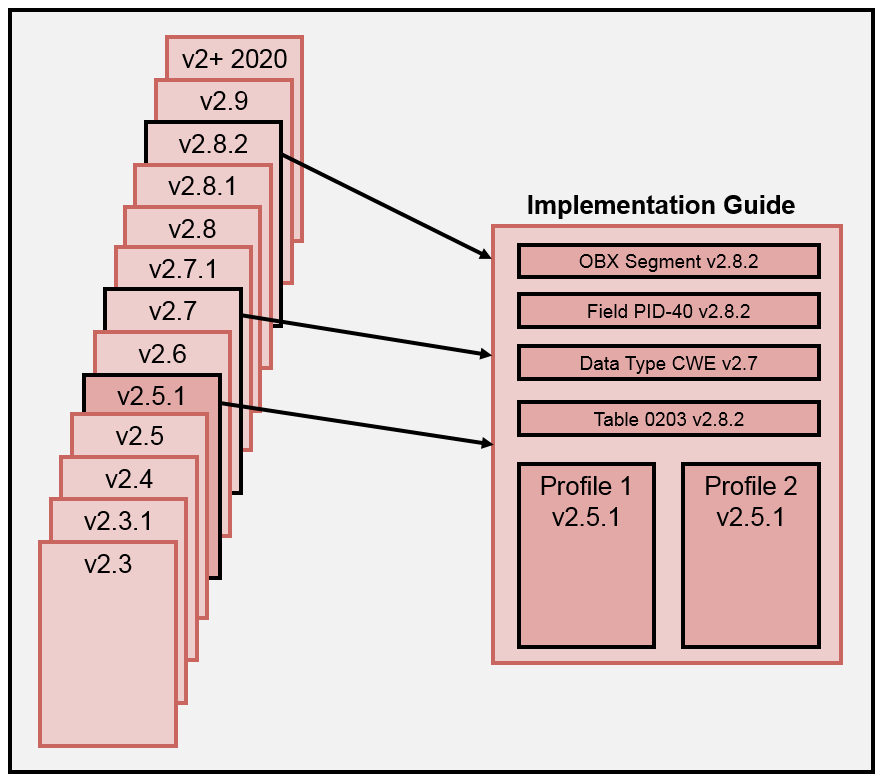 v2+ 2020
v2.9
v2.8.2
v2.8.1
v2.8
v2.7.1
v2.7
v2.6
v2.5.1
v2.5
v2.4
v2.3.1
v2.3
Implementation Guide
OBX Segment v2.8.2
Field PID-40 v2.8.2
Data Type CWE v2.7
Table 0203 v2.8.2
Profile 1
v2.5.1
Profile 2
v2.5.1